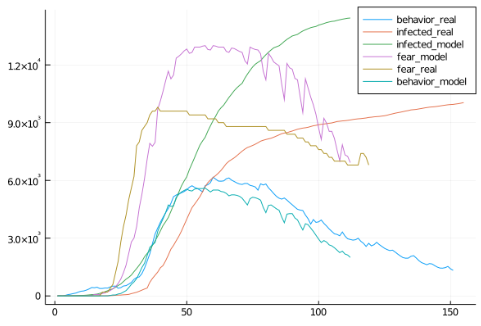 behavior_real
infected_real
infected_model
fear_model
fear_real
behavior_model
1.2×10⁴
9.0×10³
6.0×10³
3.0×10³
0
0 50 100 150